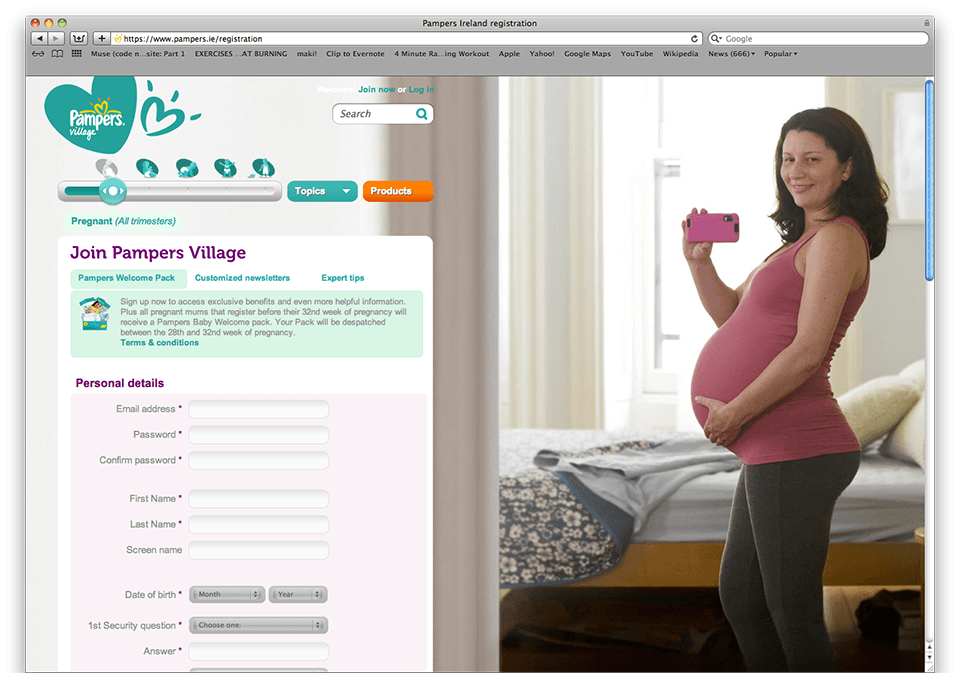 Pampers Ireland registration
https://www.pampers.ie/registration
Google
Muse (code n...site: Part 1 EXERCISES ...AT BURNING maki! Clip to Evernote 4 Minute Ra...ing Workout Apple Yahoo! Google Maps YouTube Wikipedia News (666) Popular
Welcome! Join now or Log in
Pampers.
village
Search
Topics
Products
Pregnant (All trimesters)
Join Pampers Village
Pampers Welcome Pack Customized newsletters Expert tips
Sign up now to access exclusive benefits and even more helpful information.
Plus all pregnant mums that register before their 32nd week of pregnancy will
receive a Pampers Baby Welcome pack. Your Pack will be despatched
between the 28th and 32nd week of pregnancy.
Terms & conditions
Personal details
Email address *
Password *
Confirm password *
First Name *
Last Name *
Screen name
Date of birth * Month Year
1st Security question * Choose one:
Answer *